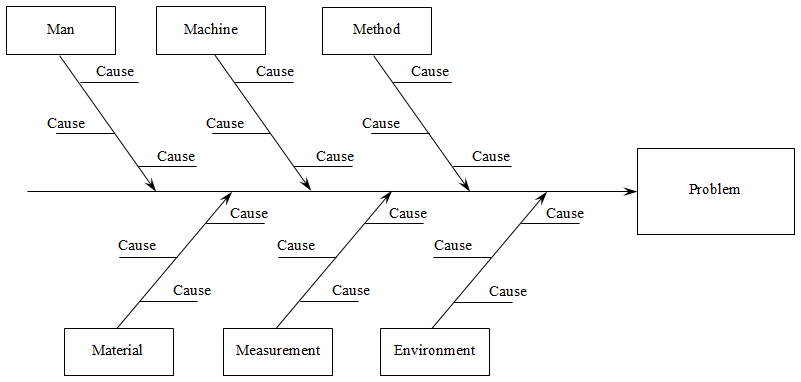 Man
Machine
Method
Cause
Cause
Cause
Cause
Cause
Cause
Cause
Cause
Cause
Problem
Cause
Cause
Cause
Cause
Cause
Cause
Cause
Cause
Cause
Material
Measurement
Environment